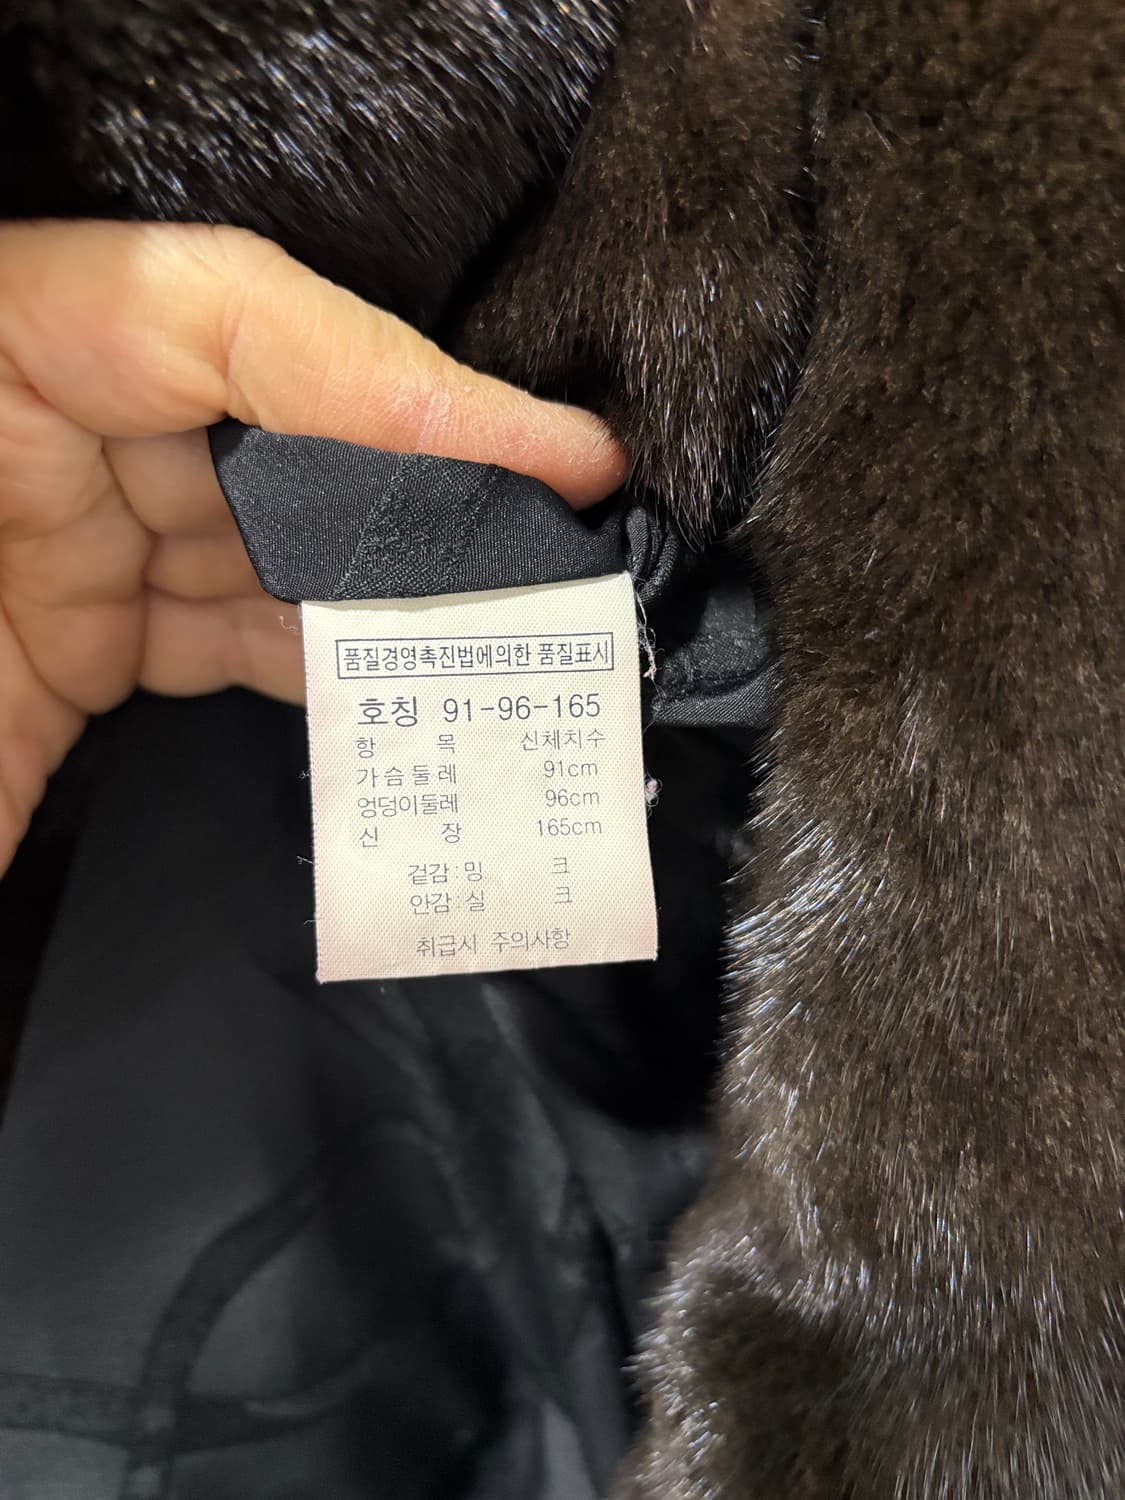 품질경영촉진법에의한 품질표시
호칭 91-96-165
항 목 신체치수
가슴둘레 91cm
엉덩이둘레 96cm
신 장 165cm
겉감:밍 크
안감:실 크
취급시 주의사항